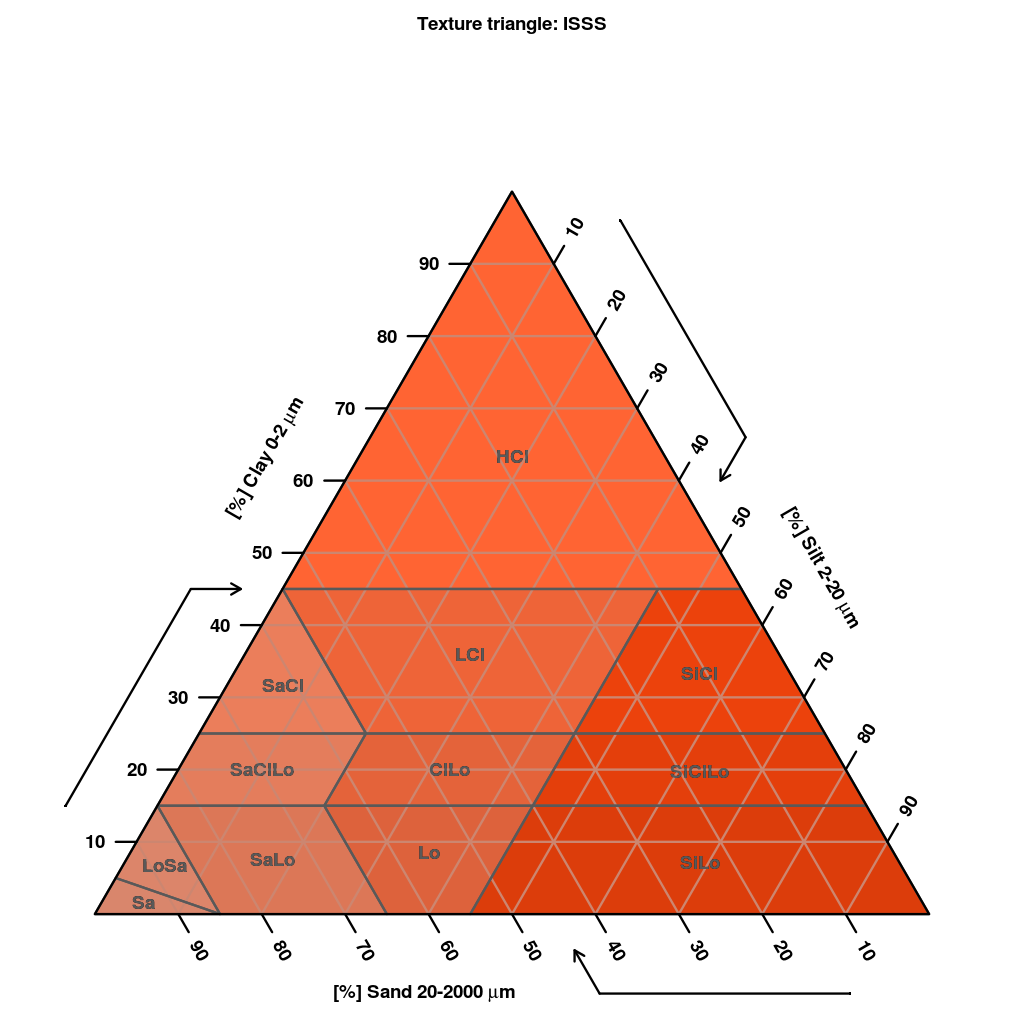 Texture triangle: ISSS
10
90
20
80
30
70
40
[%] Clay 0-2 µm
HCl
60
50
[%] Silt 2-20 µm
50
60
40
LCl
70
SiCl
SaCl
30
80
SaClLo
20
ClLo
SiClLo
90
10
LoSa
SaLo
Lo
SiLo
Sa
90
80
70
60
50
40
30
20
10
[%] Sand 20-2000 µm